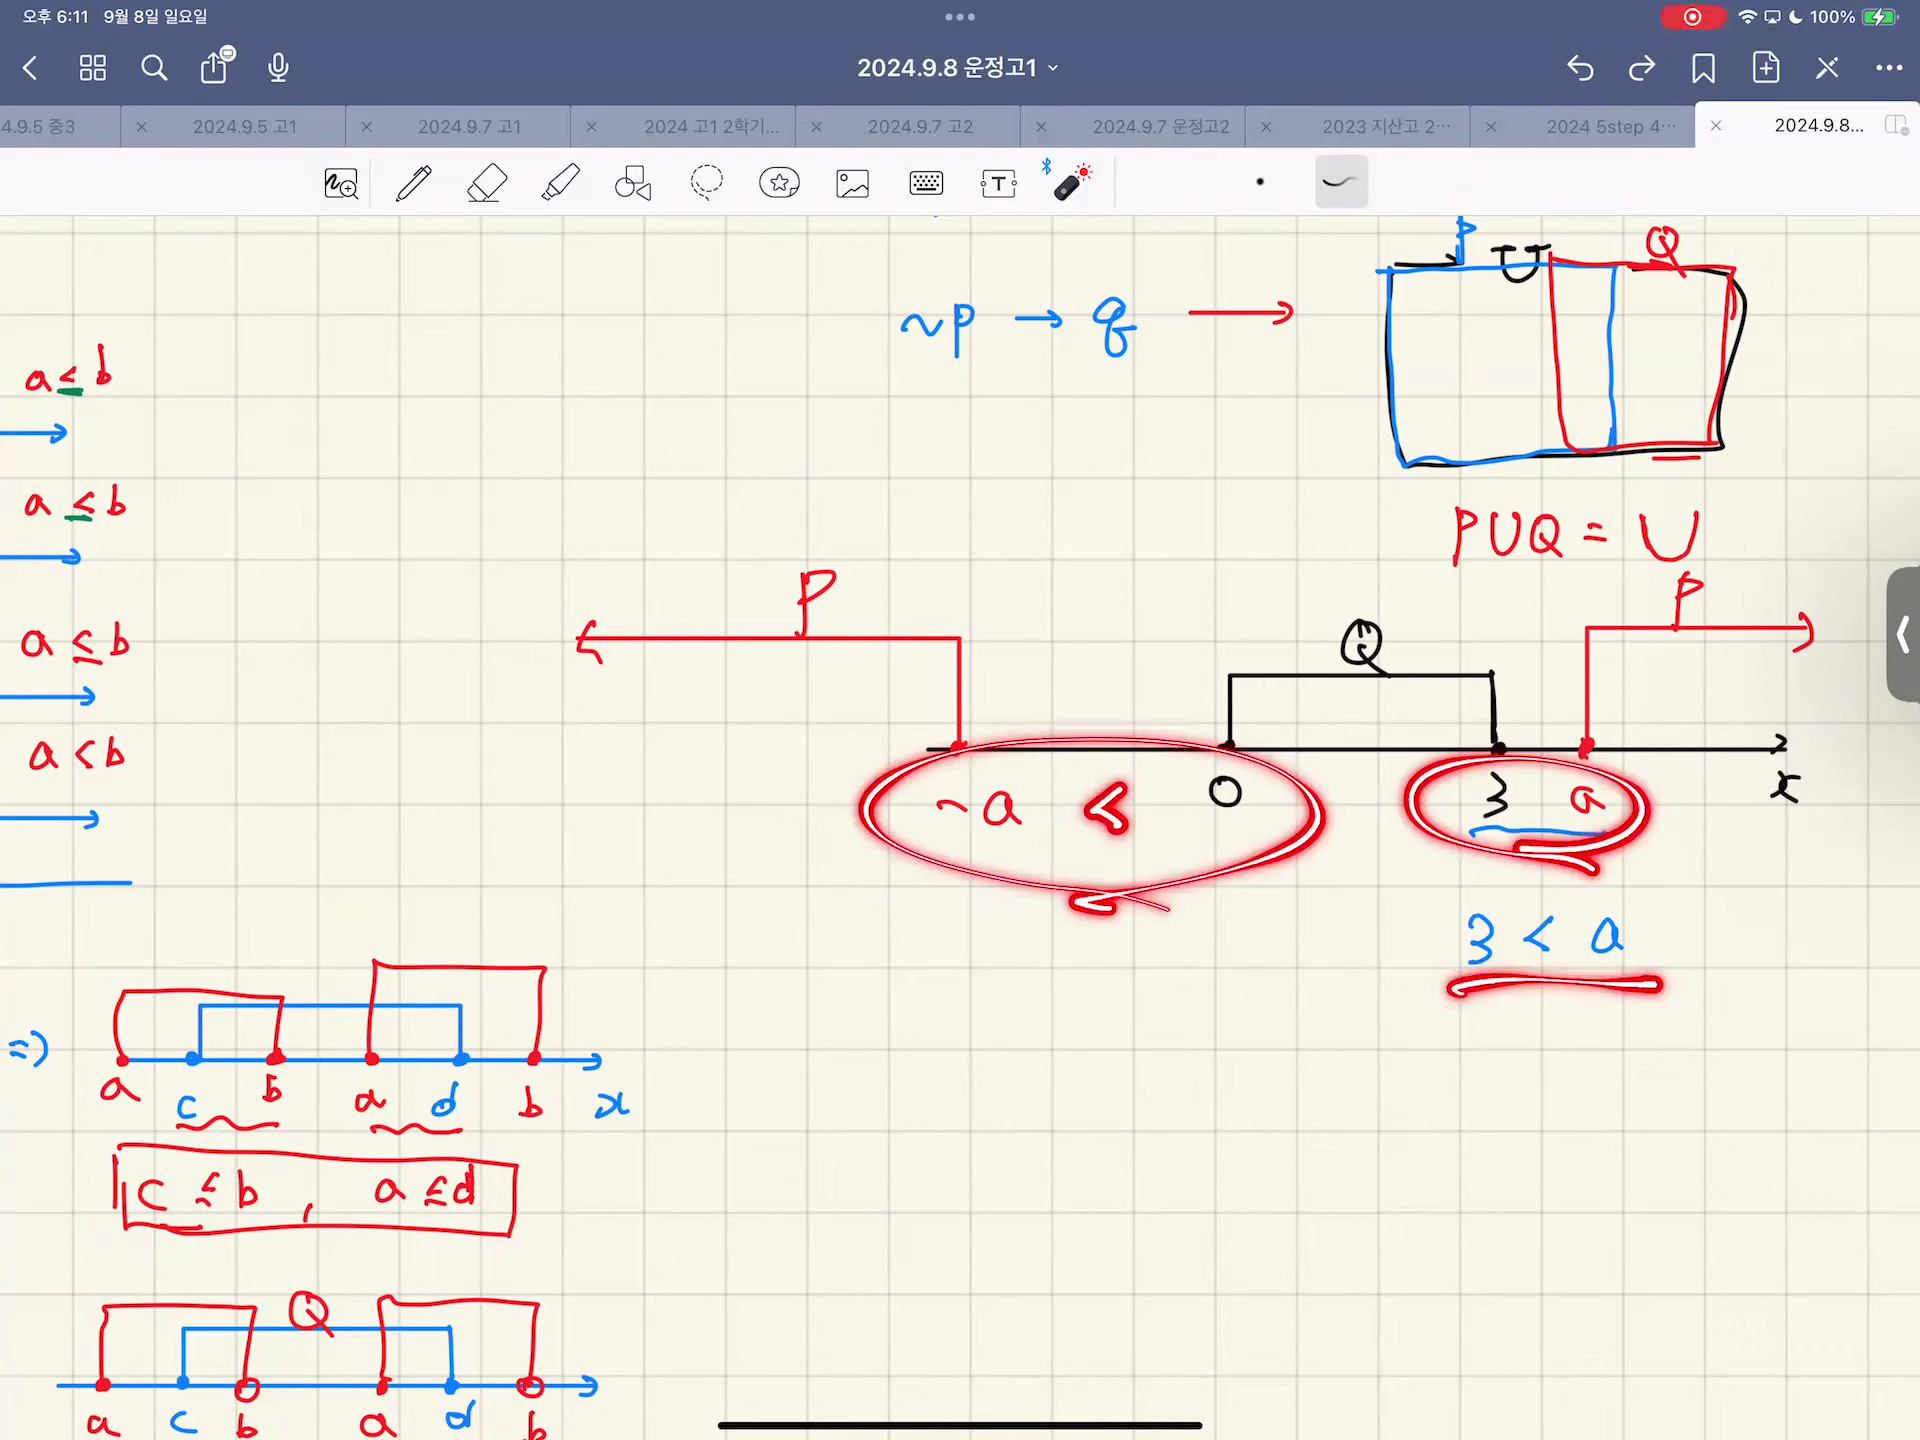 오후 6:11 9월 8일 일요일
100%
2024.9.8 운정고1
4.9.5 중3
2024.9.5 고1
2024.9.7 고1
2024 고1 2학기...
2024.9.7 고2
2024.9.7 운정고2
2023 지산고 2...
2024 5step 4...
2024.9.8...
T
P
U
Q
~p → q →
a ≤ b
a ≤ b
P∪Q = U
P
P
Q
a ≤ b
a < b
-a < 0
3 a
x
3 < a
⇒)
a c b a d b x
c ≤ b , a ≤ d
Q
a c b a d b